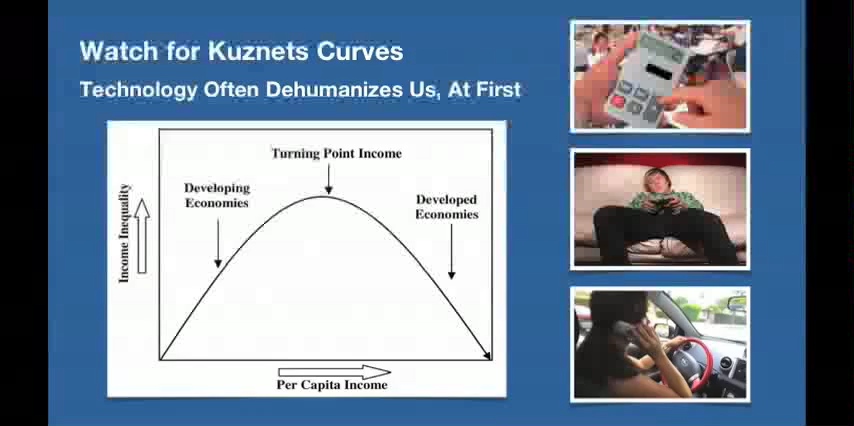 Watch for Kuznets Curves
Technology Often Dehumanizes Us, At First
Turning Point Income
Developing
Economies
Developed
Economies
Income Inequality
Per Capita Income